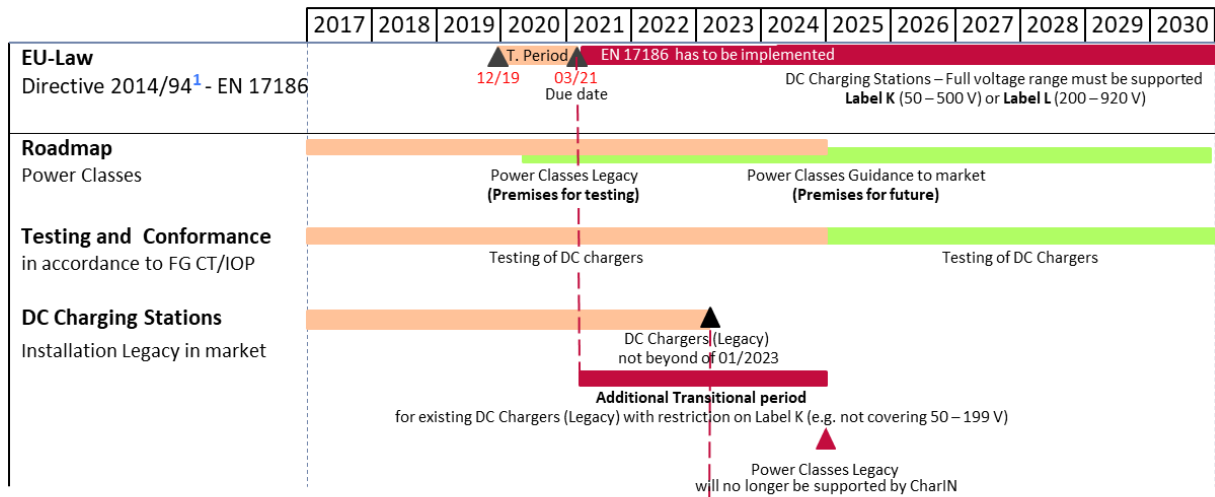 2017 2018 2019 2020 2021 2022 2023 2024 2025 2026 2027 2028 2029 2030
EU-Law
Directive 2014/94¹ - EN 17186
T. Period
EN 17186 has to be implemented
12/19
03/21
Due date
DC Charging Stations – Full voltage range must be supported
Label K (50 – 500 V) or Label L (200 – 920 V)
Roadmap
Power Classes
Power Classes Legacy
(Premises for testing)
Power Classes Guidance to market
(Premises for future)
Testing and Conformance
in accordance to FG CT/IOP
Testing of DC chargers
Testing of DC Chargers
DC Charging Stations
Installation Legacy in market
DC Chargers (Legacy)
not beyond of 01/2023
Additional Transitional period
for existing DC Chargers (Legacy) with restriction on Label K (e.g. not covering 50 – 199 V)
Power Classes Legacy
will no longer be supported by CharIN